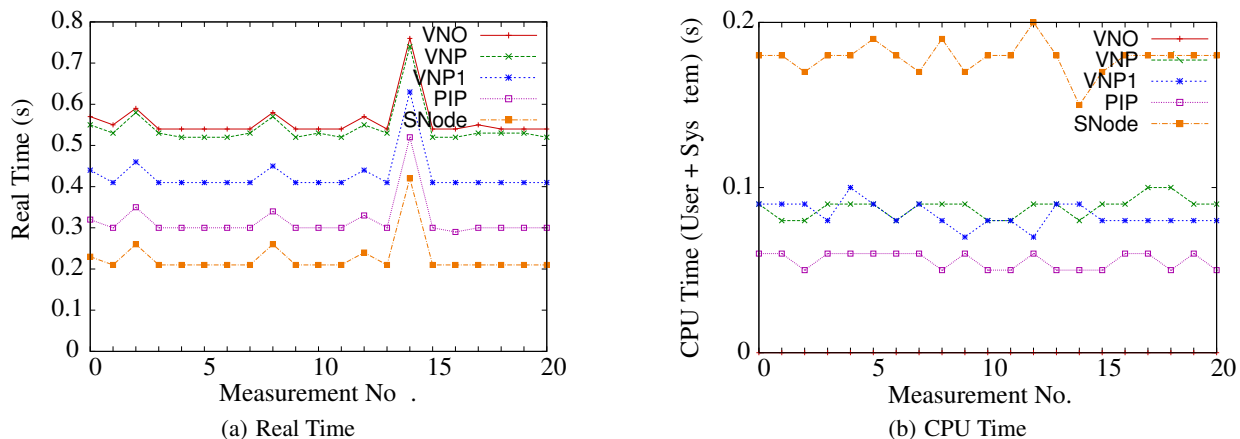 0.8
0.7
0.6
0.5
0.4
0.3
0.2
0.1
0
0 5 10 15 20
Real Time (s)
Measurement No .
VNO
VNP
VNP1
PIP
SNode
(a) Real Time
0.2
0.1
0
0 5 10 15 20
CPU Time (User + Sys tem) (s)
Measurement No.
VNO
VNP
VNP1
PIP
SNode
(b) CPU Time